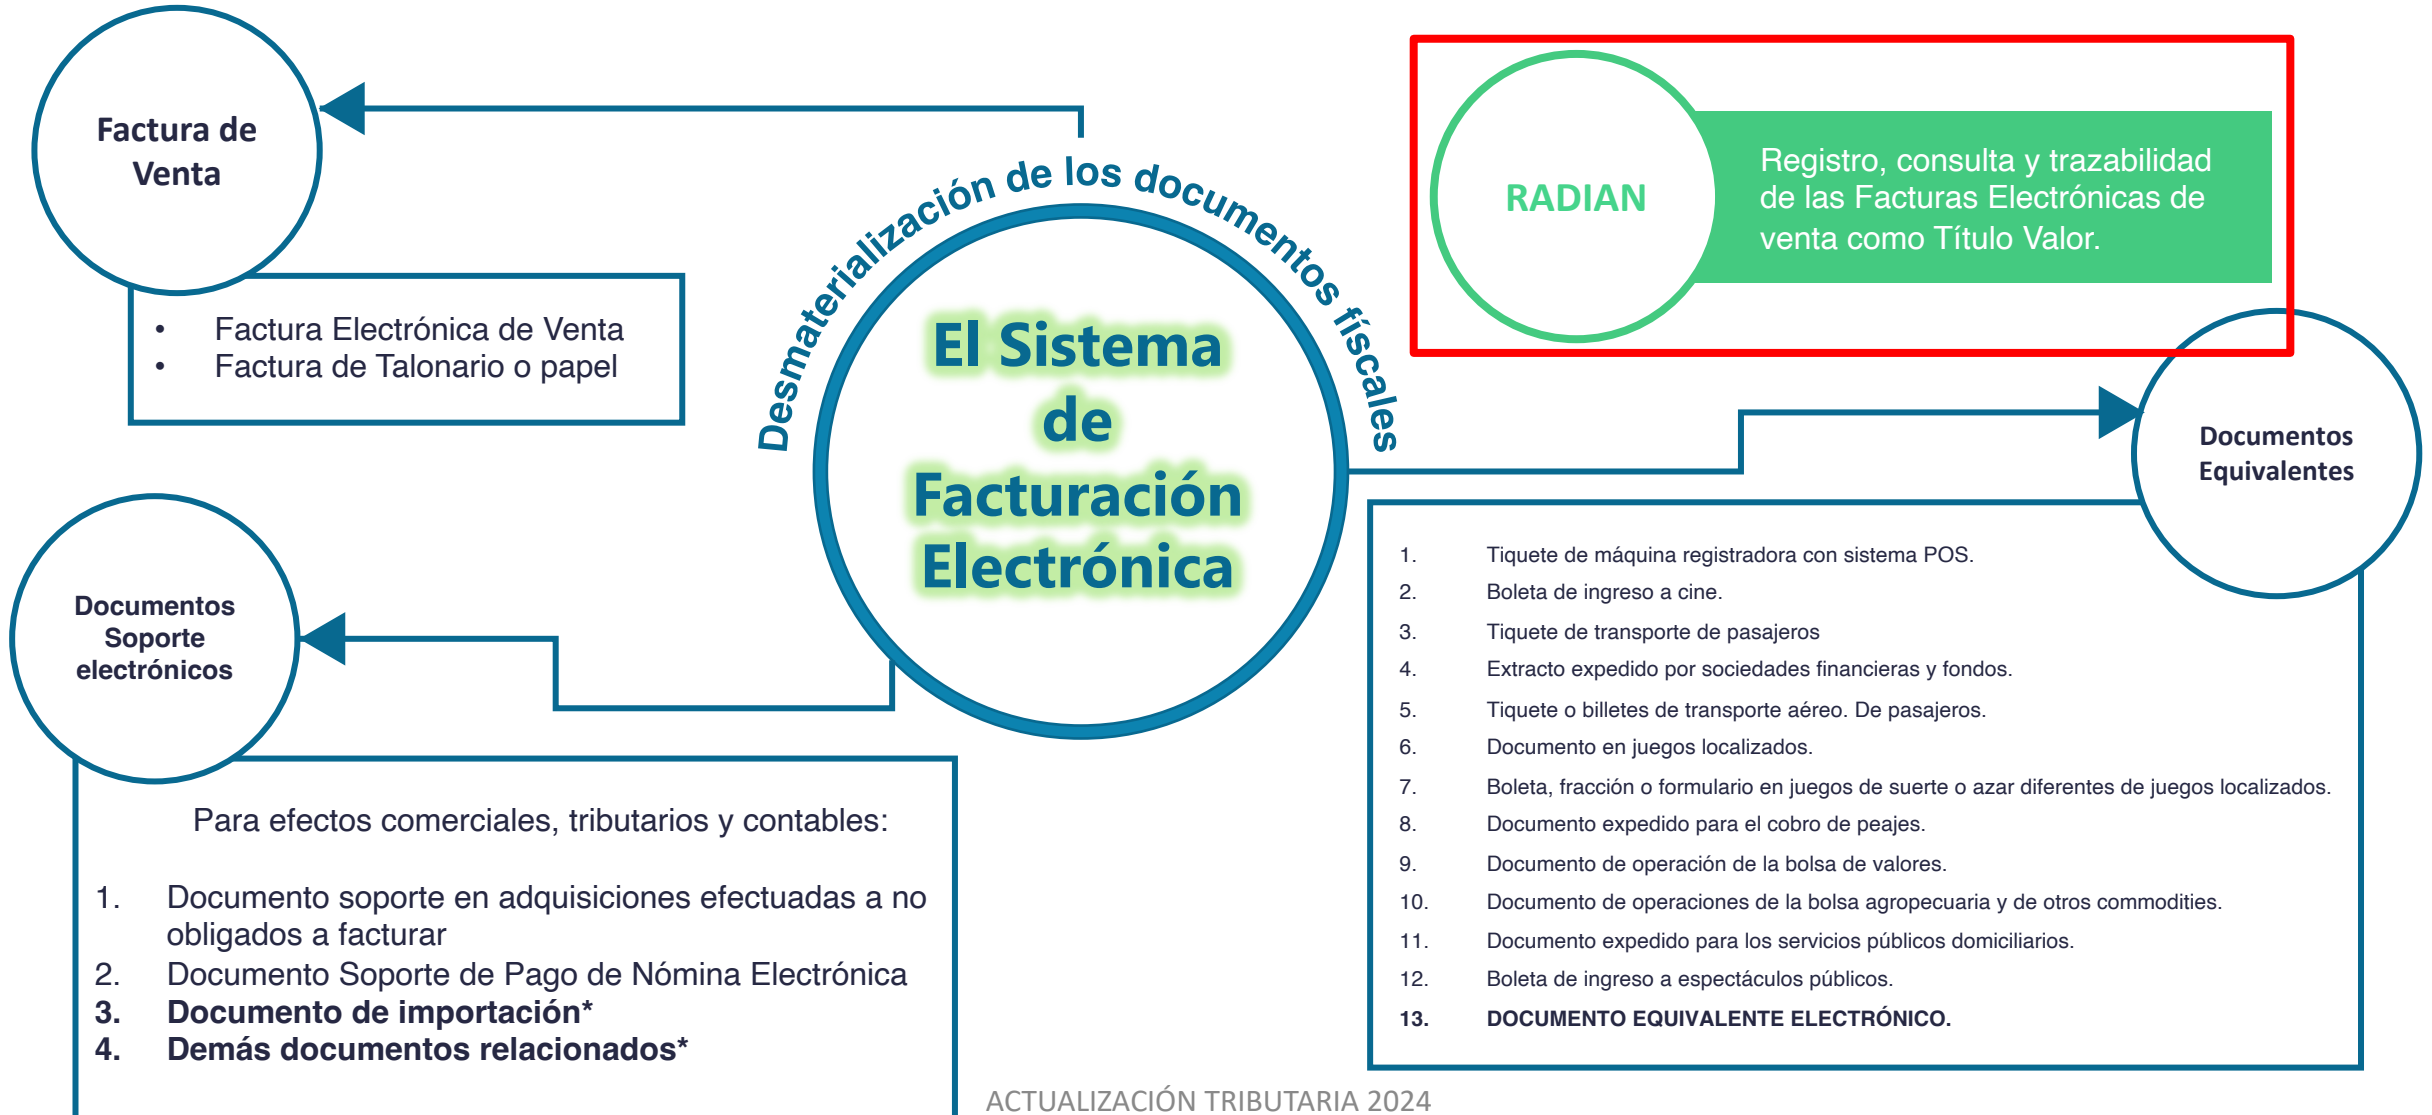 Factura de
Venta
• Factura Electrónica de Venta
• Factura de Talonario o papel
Desmaterialización de los documentos físcales
El Sistema
de
Facturación
Electrónica
RADIAN
Registro, consulta y trazabilidad
de las Facturas Electrónicas de
venta como Título Valor.
Documentos
Equivalentes
1. Tiquete de máquina registradora con sistema POS.
2. Boleta de ingreso a cine.
3. Tiquete de transporte de pasajeros
4. Extracto expedido por sociedades financieras y fondos.
5. Tiquete o billetes de transporte aéreo. De pasajeros.
6. Documento en juegos localizados.
7. Boleta, fracción o formulario en juegos de suerte o azar diferentes de juegos localizados.
8. Documento expedido para el cobro de peajes.
9. Documento de operación de la bolsa de valores.
10. Documento de operaciones de la bolsa agropecuaria y de otros commodities.
11. Documento expedido para los servicios públicos domiciliarios.
12. Boleta de ingreso a espectáculos públicos.
13. DOCUMENTO EQUIVALENTE ELECTRÓNICO.
Documentos
Soporte
electrónicos
Para efectos comerciales, tributarios y contables:
1. Documento soporte en adquisiciones efectuadas a no
obligados a facturar
2. Documento Soporte de Pago de Nómina Electrónica
3. Documento de importación*
4. Demás documentos relacionados*
ACTUALIZACIÓN TRIBUTARIA 2024